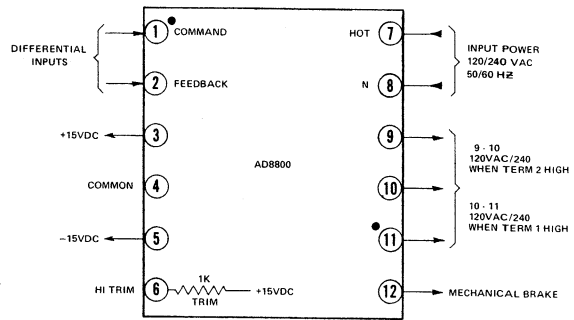 DIFFERENTIAL
INPUTS
1 COMMAND
2 FEEDBACK
+15VDC 3
COMMON 4
−15VDC 5
HI TRIM 6
1K
TRIM
+15VDC
AD8800
HOT 7
N 8
9
10
11
12
INPUT POWER
120/240 VAC
50/60 HZ
9 - 10
120VAC/240
WHEN TERM 2 HIGH
10 - 11
120VAC/240
WHEN TERM 1 HIGH
MECHANICAL BRAKE